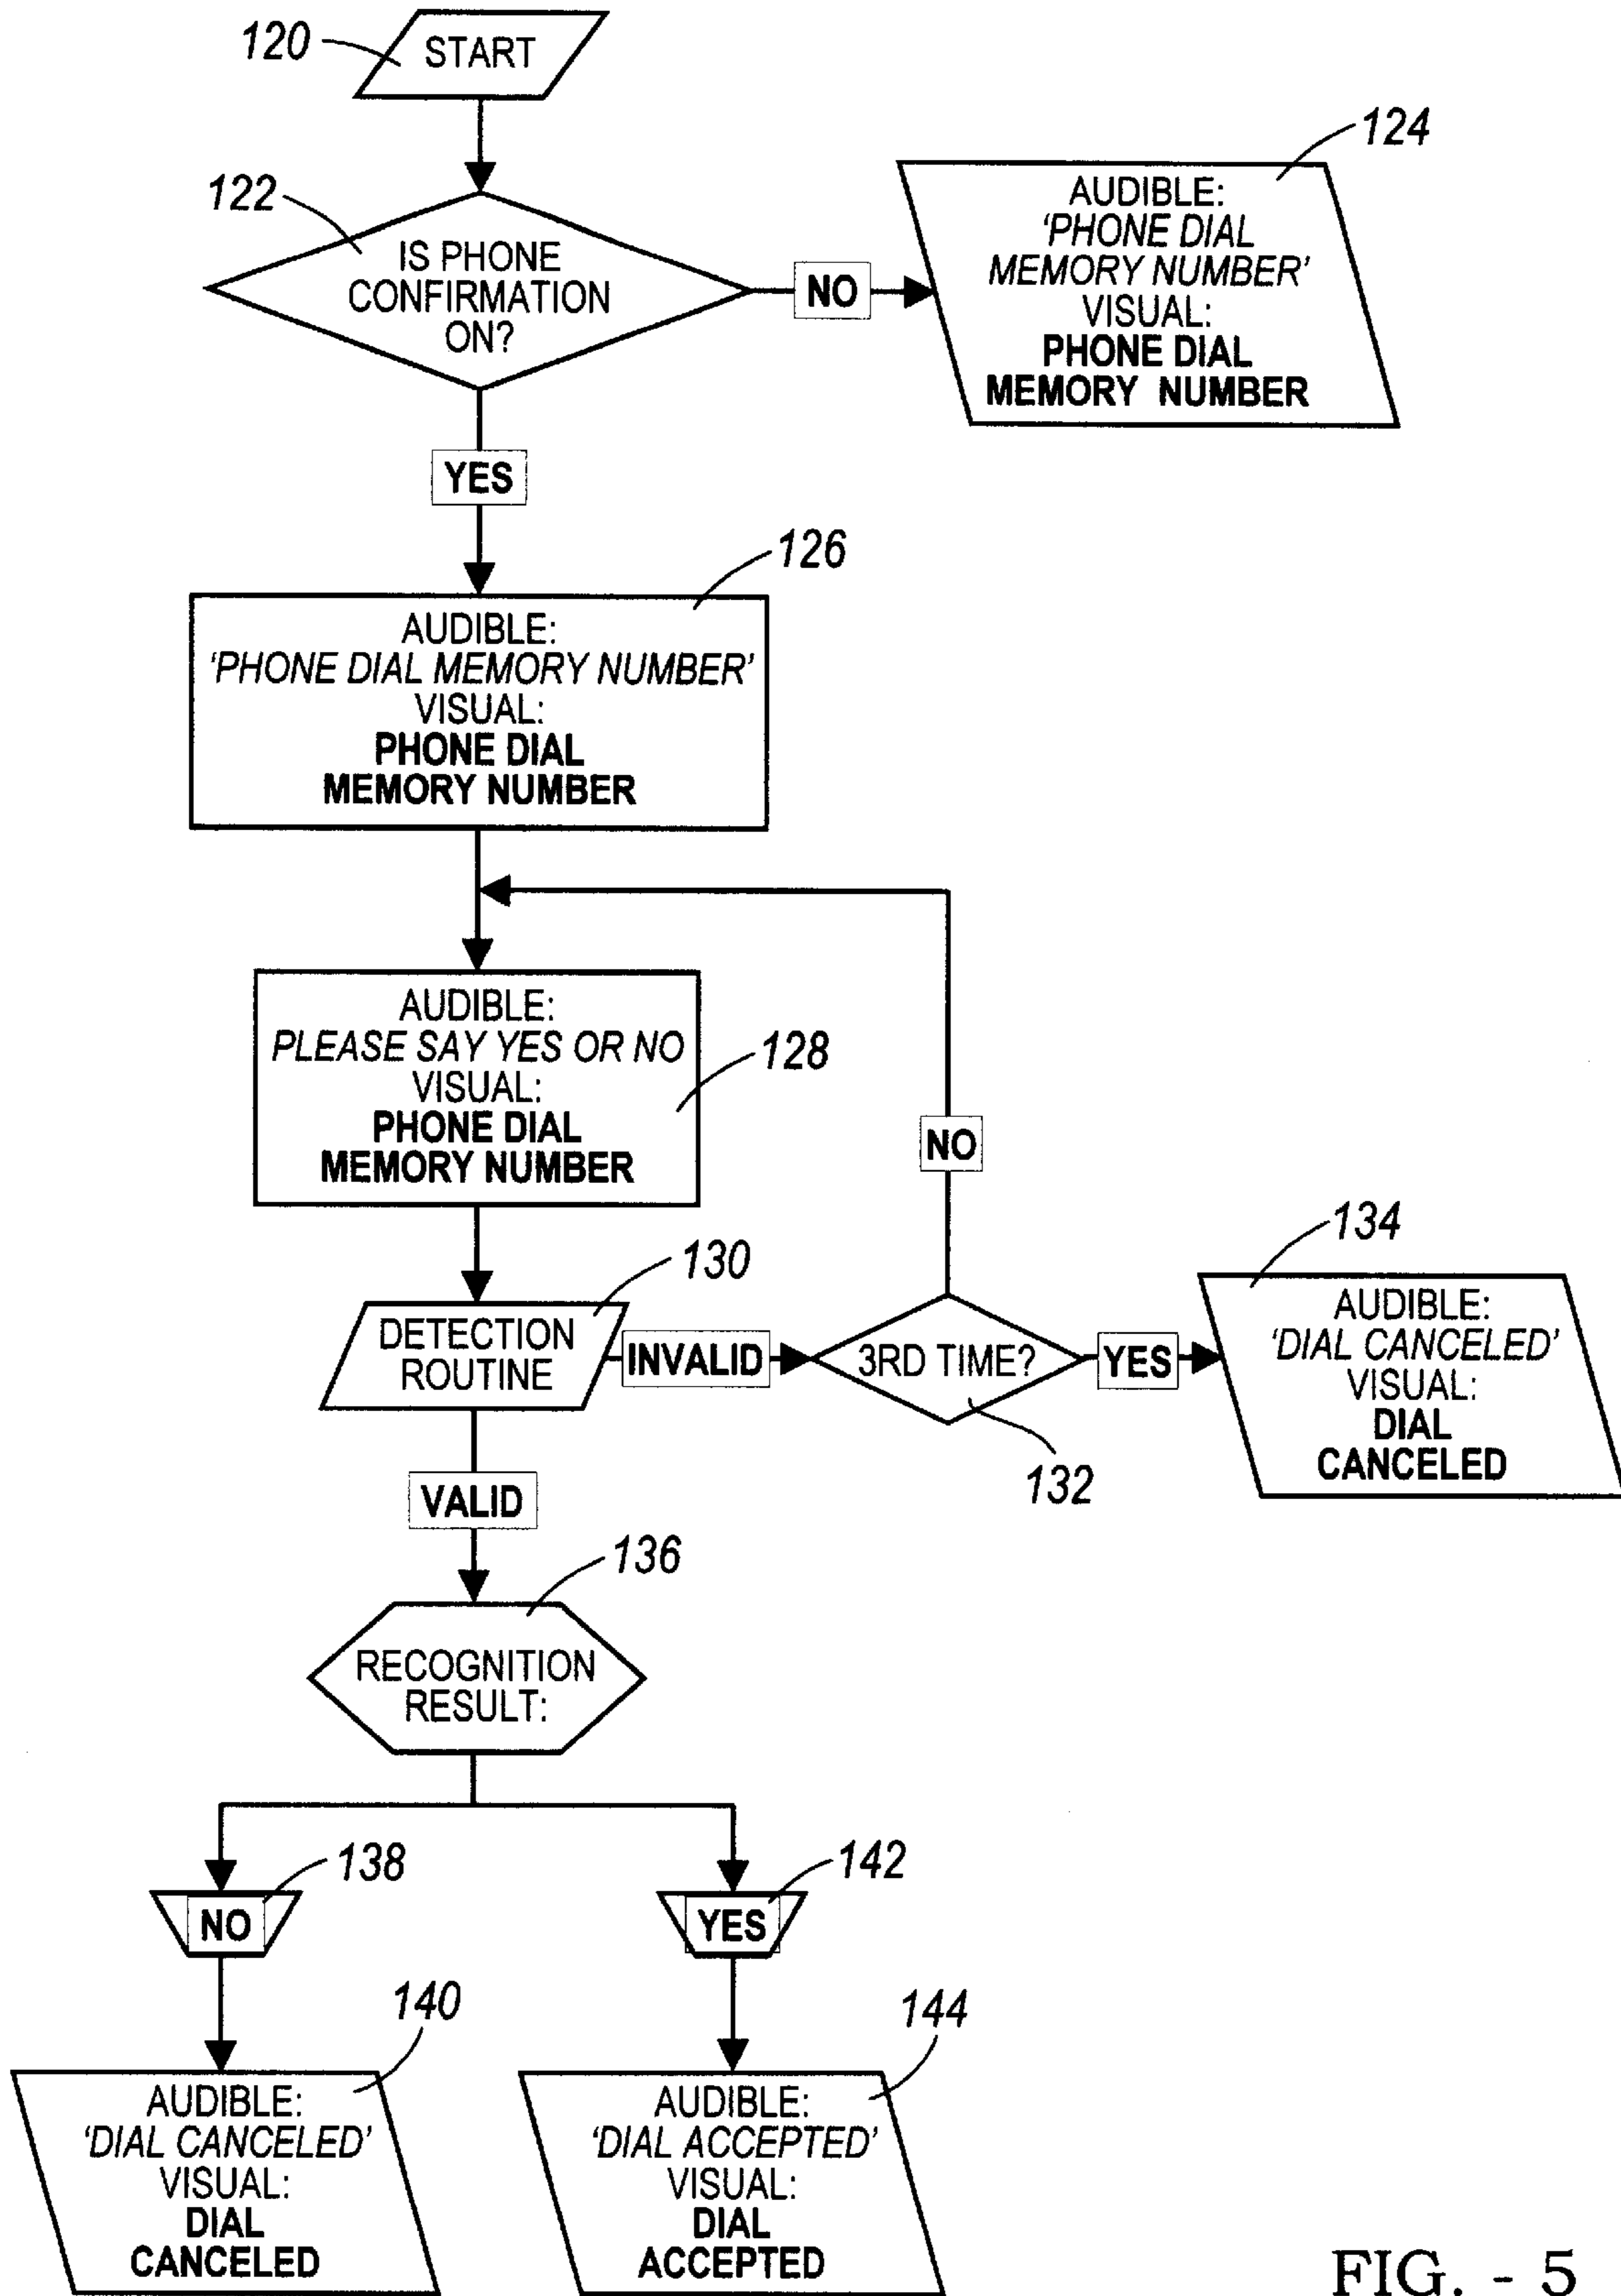 120
START
122
IS PHONE
CONFIRMATION
ON?
NO
124
AUDIBLE:
'PHONE DIAL
MEMORY NUMBER'
VISUAL:
PHONE DIAL
MEMORY NUMBER
YES
126
AUDIBLE:
'PHONE DIAL MEMORY NUMBER'
VISUAL:
PHONE DIAL
MEMORY NUMBER
AUDIBLE:
PLEASE SAY YES OR NO
VISUAL:
PHONE DIAL
MEMORY NUMBER
128
NO
130
DETECTION
ROUTINE
INVALID
3RD TIME?
132
YES
134
AUDIBLE:
'DIAL CANCELED'
VISUAL:
DIAL
CANCELED
VALID
136
RECOGNITION
RESULT:
138
NO
142
YES
140
AUDIBLE:
'DIAL CANCELED'
VISUAL:
DIAL
CANCELED
144
AUDIBLE:
'DIAL ACCEPTED'
VISUAL:
DIAL
ACCEPTED
FIG. - 5